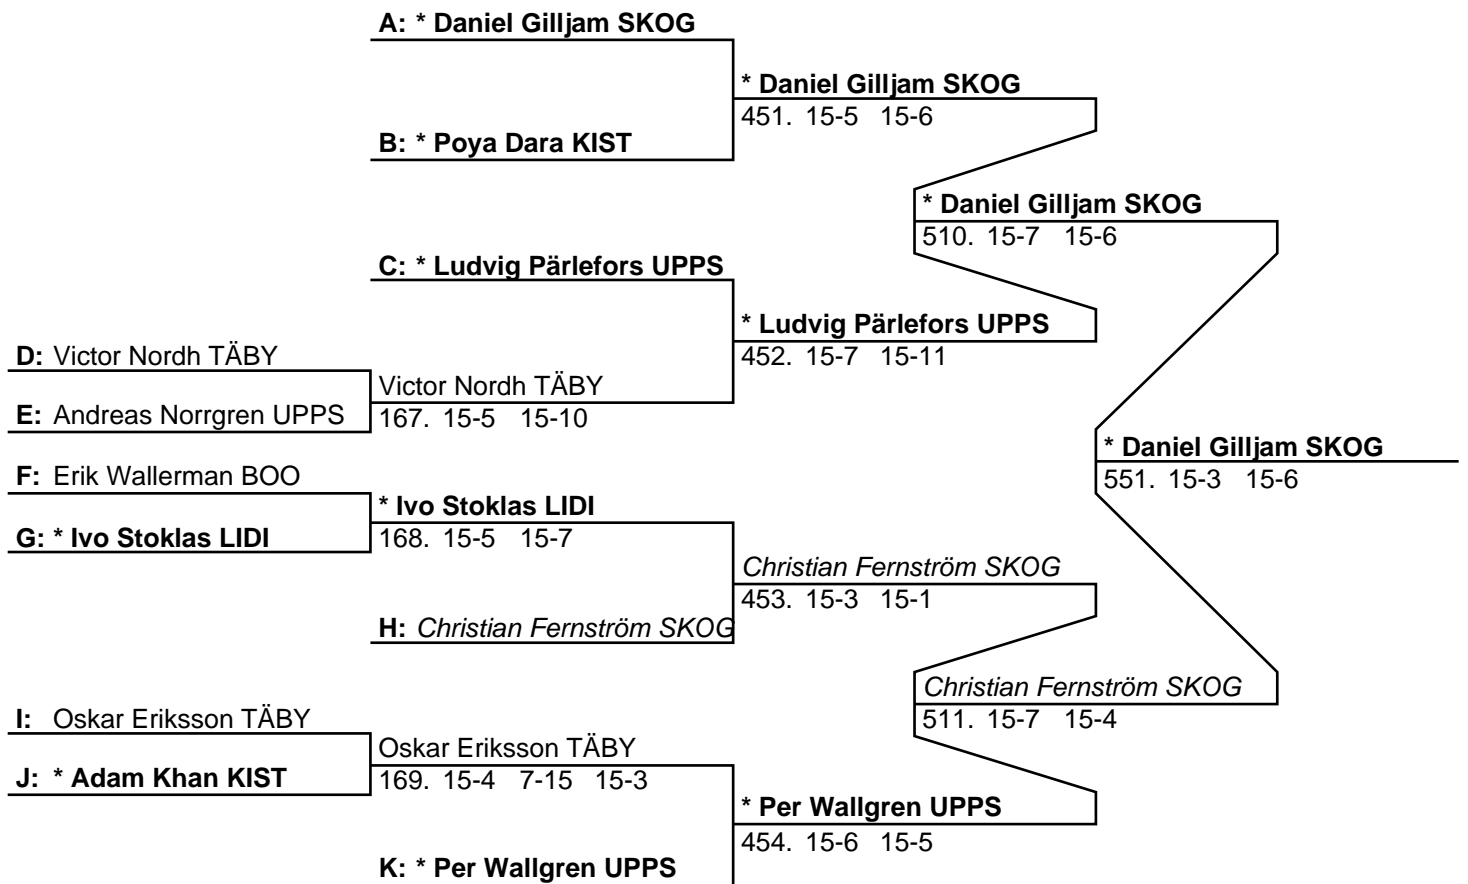 A: * Daniel Gilljam SKOG
* Daniel Gilljam SKOG
451. 15-5 15-6
B: * Poya Dara KIST
* Daniel Gilljam SKOG
510. 15-7 15-6
C: * Ludvig Pärlefors UPPS
* Ludvig Pärlefors UPPS
452. 15-7 15-11
D: Victor Nordh TÄBY
Victor Nordh TÄBY
167. 15-5 15-10
E: Andreas Norrgren UPPS
* Daniel Gilljam SKOG
551. 15-3 15-6
F: Erik Wallerman BOO
* Ivo Stoklas LIDI
168. 15-5 15-7
G: * Ivo Stoklas LIDI
Christian Fernström SKOG
453. 15-3 15-1
H: Christian Fernström SKOG
Christian Fernström SKOG
511. 15-7 15-4
I: Oskar Eriksson TÄBY
Oskar Eriksson TÄBY
169. 15-4 7-15 15-3
J: * Adam Khan KIST
* Per Wallgren UPPS
454. 15-6 15-5
K: * Per Wallgren UPPS